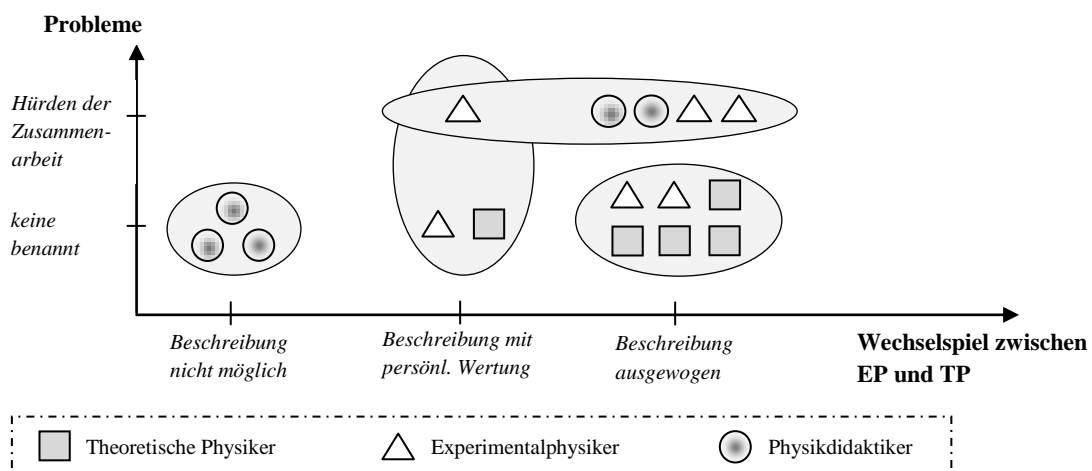 Probleme
Hürden der
Zusammen-
arbeit
keine
benannt
Beschreibung
nicht möglich
Beschreibung mit
persönl. Wertung
Beschreibung
ausgewogen
Wechselspiel zwischen
EP und TP
Theoretische Physiker
Experimentalphysiker
Physikdidaktiker